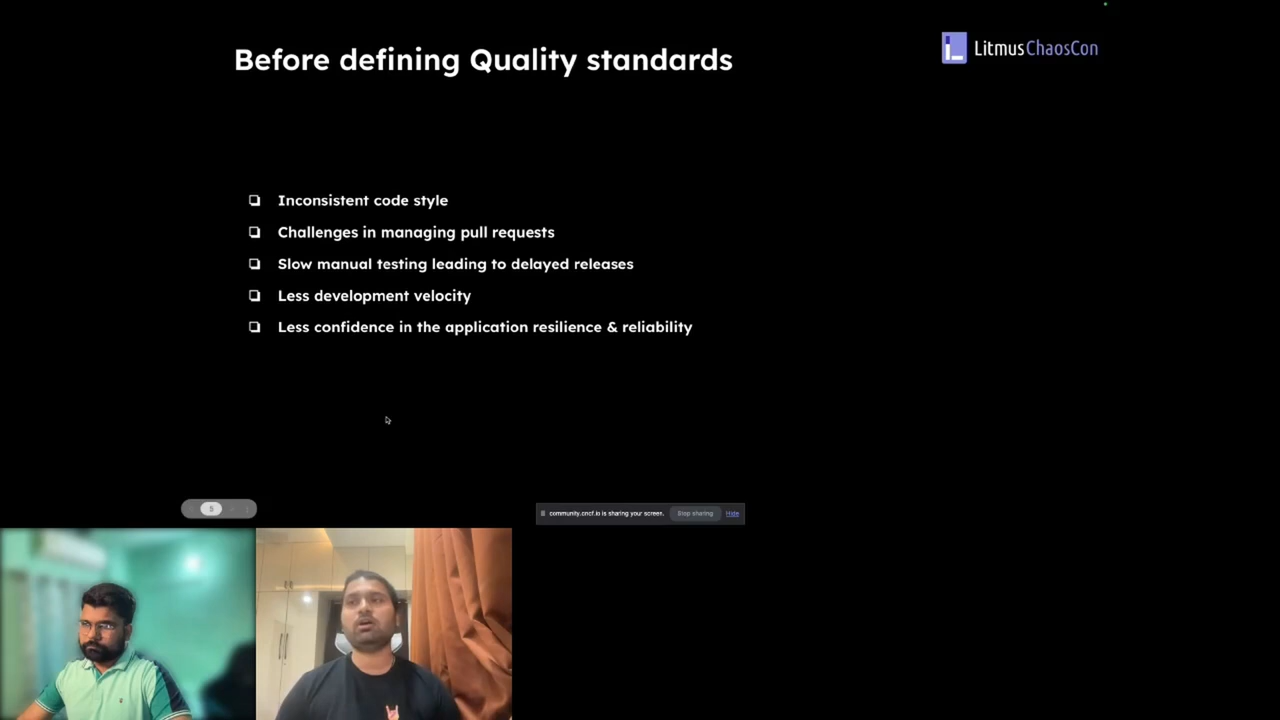 Before defining Quality standards
LitmusChaosCon
Inconsistent code style
Challenges in managing pull requests
Slow manual testing leading to delayed releases
Less development velocity
Less confidence in the application resilience & reliability
5
community.cncf.io is sharing your screen. Stop sharing Hide